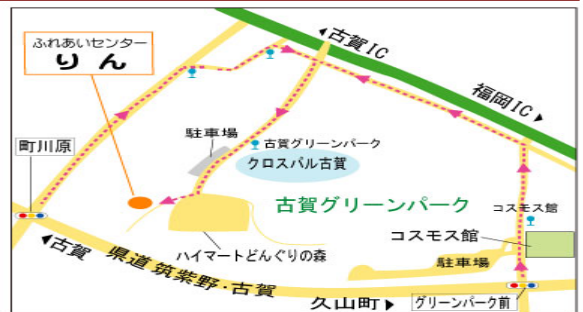 ふれあいセンター
りん
◀古賀IC
福岡IC▶
町川原
駐車場
古賀グリーンパーク
クロスパル古賀
古賀グリーンパーク
コスモス館
コスモス館
駐車場
ハイマートどんぐりの森
◀古賀 県道 筑紫野・古賀
久山町▶
グリーンパーク前